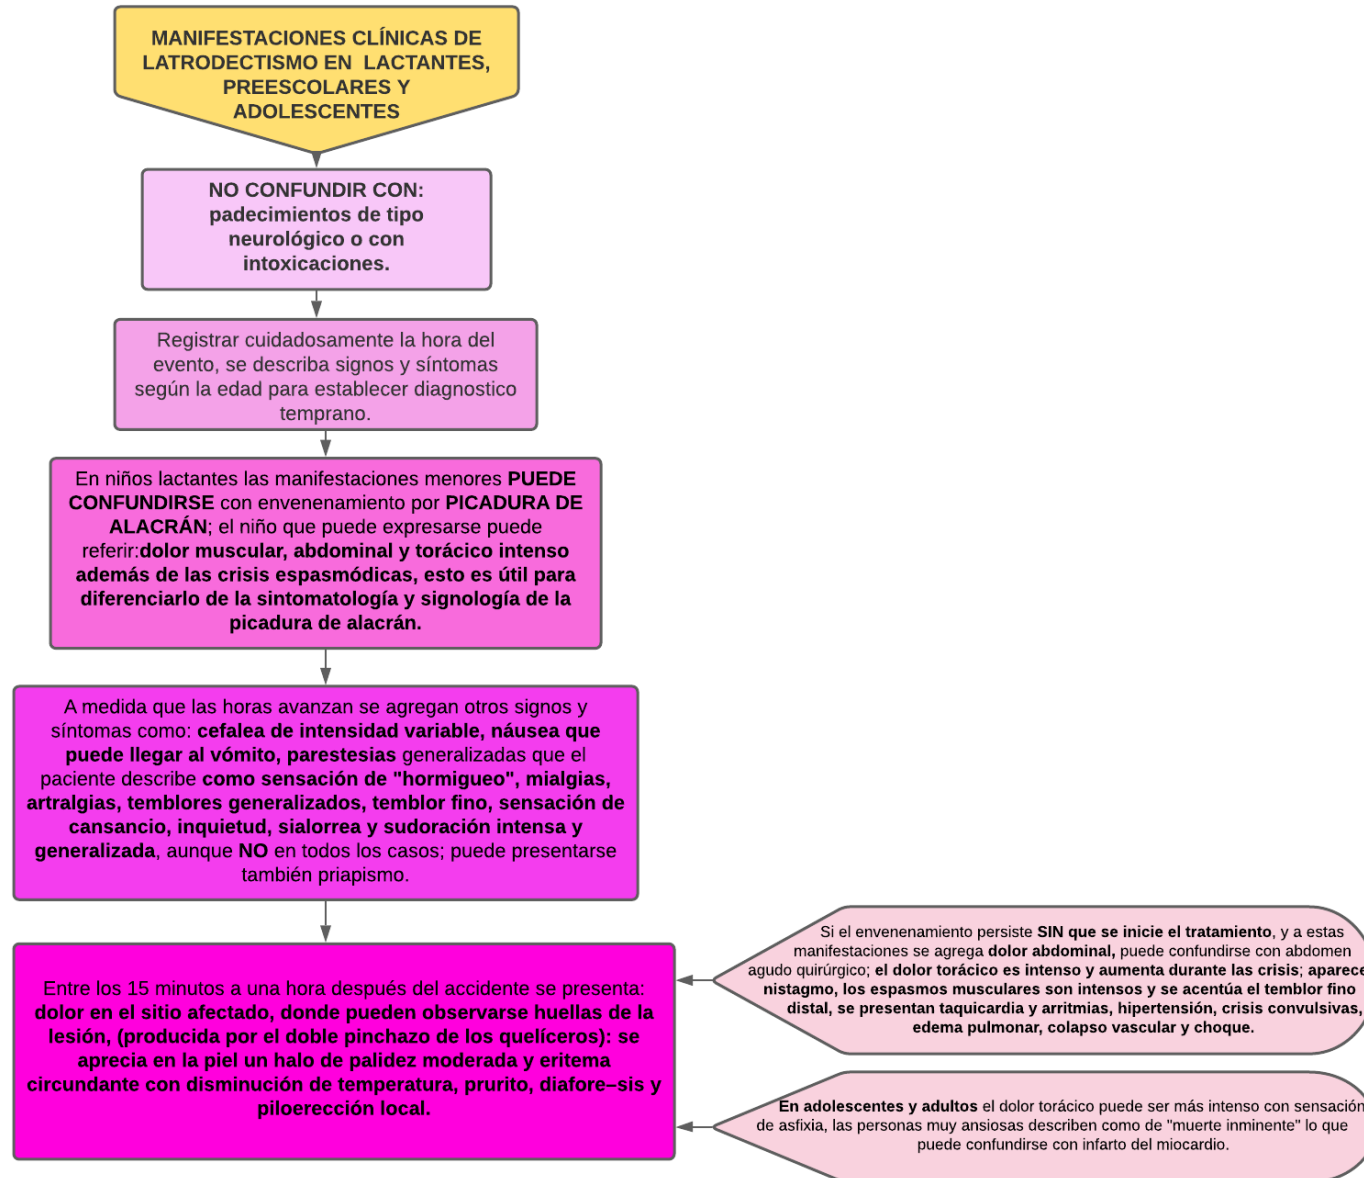 MANIFESTACIONES CLÍNICAS DE
LATRODECTISMO EN  LACTANTES,
PREESCOLARES Y
ADOLESCENTES
NO CONFUNDIR CON:
padecimientos de tipo
neurológico o con
intoxicaciones.
Registrar cuidadosamente la hora del
evento, se describa signos y síntomas
según la edad para establecer diagnostico
temprano.
En niños lactantes las manifestaciones menores PUEDE
CONFUNDIRSE con envenenamiento por PICADURA DE
ALACRÁN; el niño que puede expresarse puede
referir:dolor muscular, abdominal y torácico intenso
además de las crisis espasmódicas, esto es útil para
diferenciarlo de la sintomatología y signología de la
picadura de alacrán.
A medida que las horas avanzan se agregan otros signos y
síntomas como: cefalea de intensidad variable, náusea que
puede llegar al vómito, parestesias generalizadas que el
paciente describe como sensación de "hormigueo", mialgias,
artralgias, temblores generalizados, temblor fino, sensación de
cansancio, inquietud, sialorrea y sudoración intensa y
generalizada, aunque NO en todos los casos; puede presentarse
también priapismo.
Entre los 15 minutos a una hora después del accidente se presenta:
dolor en el sitio afectado, donde pueden observarse huellas de la
lesión, (producida por el doble pinchazo de los quelíceros): se
aprecia en la piel un halo de palidez moderada y eritema
circundante con disminución de temperatura, prurito, diafore–sis y
piloerección local.
Si el envenenamiento persiste SIN que se inicie el tratamiento, y a estas
manifestaciones se agrega dolor abdominal, puede confundirse con abdomen
agudo quirúrgico; el dolor torácico es intenso y aumenta durante las crisis; aparece
nistagmo, los espasmos musculares son intensos y se acentúa el temblor fino
distal, se presentan taquicardia y arritmias, hipertensión, crisis convulsivas,
edema pulmonar, colapso vascular y choque.
En adolescentes y adultos el dolor torácico puede ser más intenso con sensación
de asfixia, las personas muy ansiosas describen como de "muerte inminente" lo que
puede confundirse con infarto del miocardio.